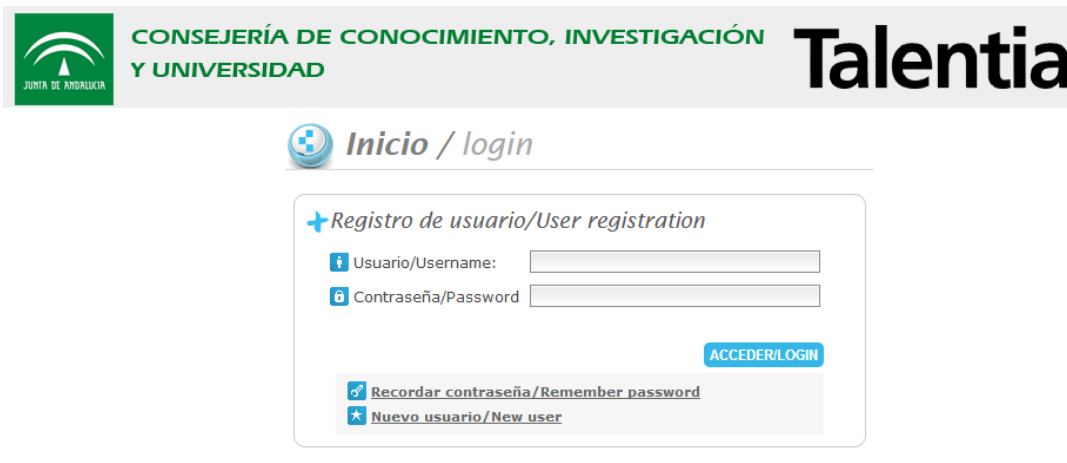 CONSEJERÍA DE CONOCIMIENTO, INVESTIGACIÓN
Y UNIVERSIDAD
Talentia
JUNTA DE ANDALUCIA
Inicio / login
Registro de usuario/User registration
Usuario/Username:
Contraseña/Password
ACCEDER/LOGIN
Recordar contraseña/Remember password
Nuevo usuario/New user